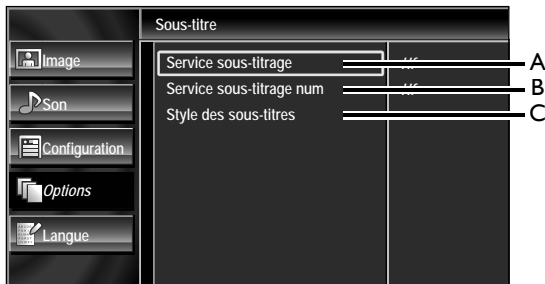 Sous-titre
Image
Son
Configuration
Options
Langue
Service sous-titrage
Service sous-titrage num
Style des sous-titres
A
B
C